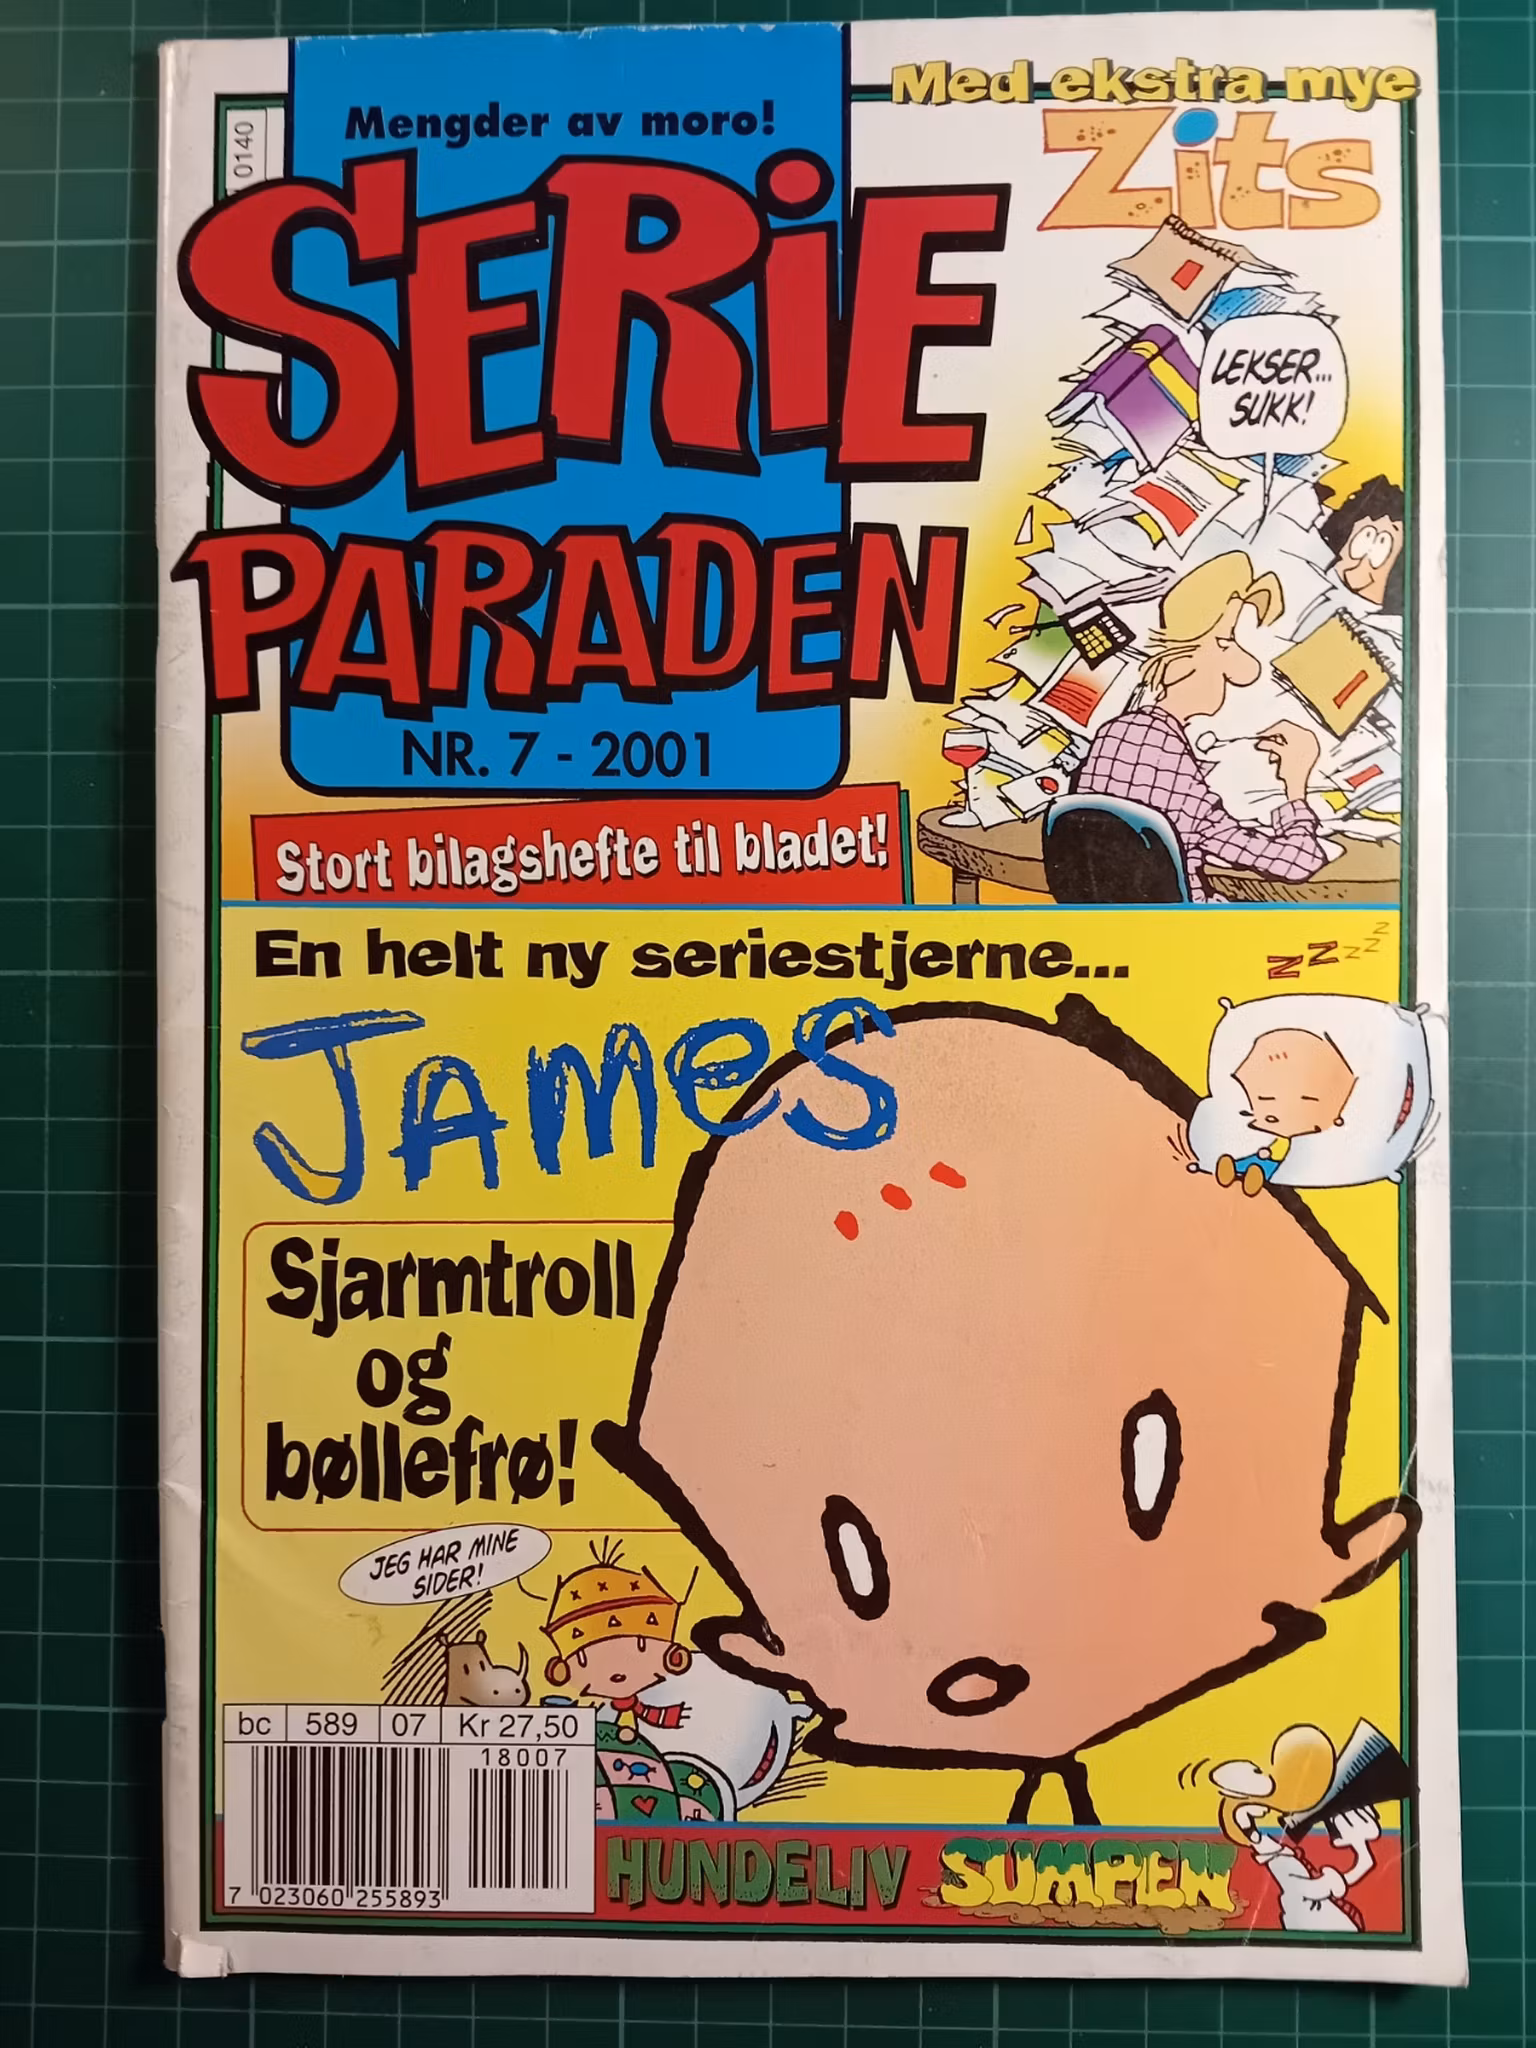 0140
Mengder av moro!
SERIE
PARADEN
NR. 7 - 2001
Med ekstra mye
Zits
LEKSER...
SUKK!
Stort bilagshefte til bladet!
En helt ny seriestjerne...
ZZZZZ
JAMES
Sjarmtroll
og
bøllefrø!
JEG HAR MINE
SIDER!
bc 589 07 Kr 27,50
18007
7 023060 255893
HUNDELIV
SUMPEN